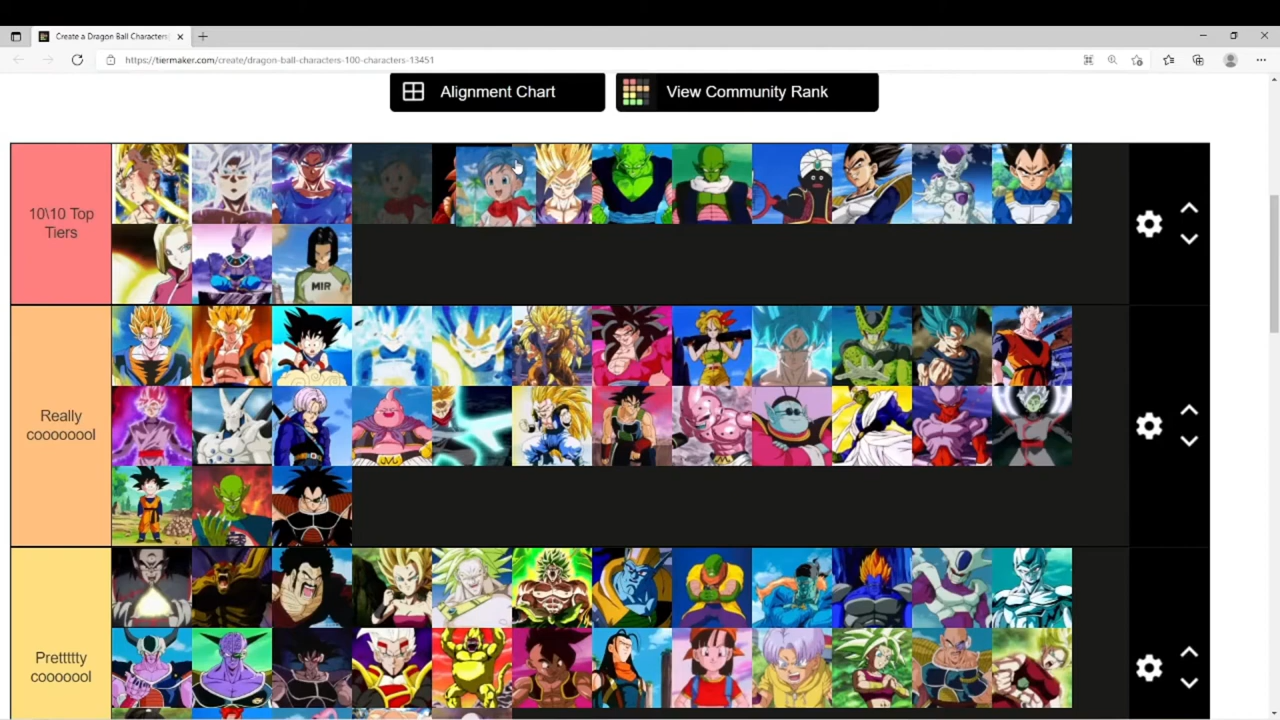 Create a Dragon Ball Characters
https://tiermaker.com/create/dragon-ball-characters-100-characters-13451
Alignment Chart
View Community Rank
10\10 Top
Tiers
MIR
Really
coooooool
Prettttty
coooooool